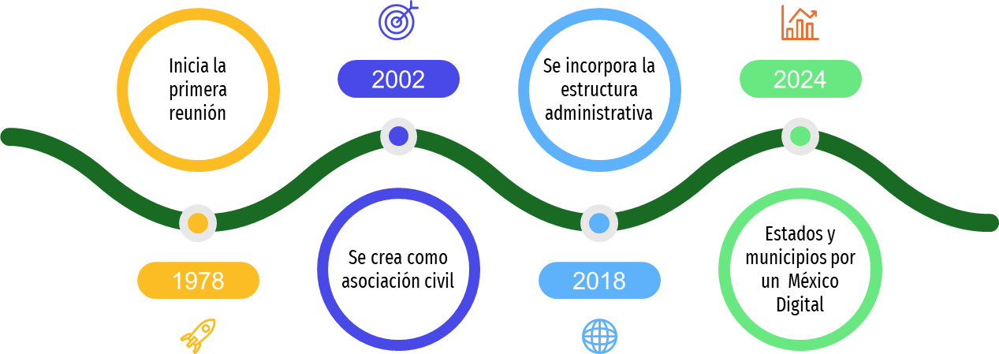 Inicia la
primera
reunión
1978
2002
Se crea como
asociación civil
Se incorpora la
estructura
administrativa
2018
2024
Estados y
municipios por
un México
Digital